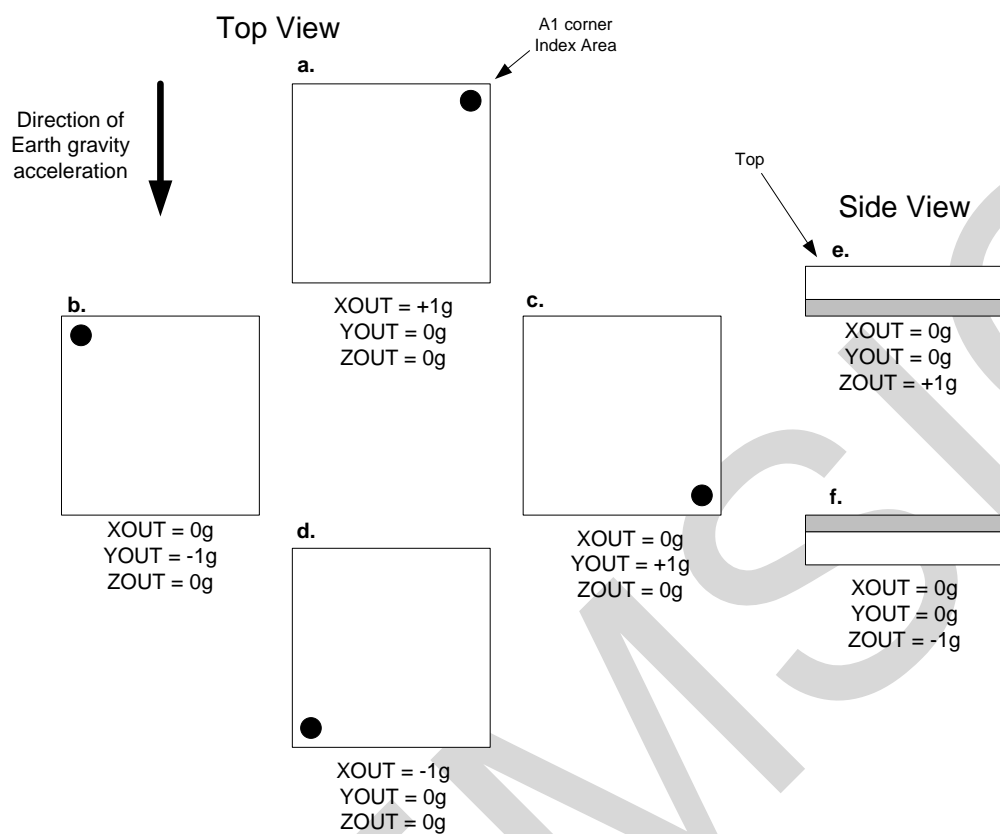 Top View
A1 corner
Index Area
a.
Direction of
Earth gravity
acceleration
Top
Side View
e.
b.
XOUT = +1g
YOUT = 0g
ZOUT = 0g
c.
XOUT = 0g
YOUT = 0g
ZOUT = +1g
XOUT = 0g
YOUT = -1g
ZOUT = 0g
d.
XOUT = 0g
YOUT = +1g
ZOUT = 0g
f.
XOUT = 0g
YOUT = 0g
ZOUT = -1g
XOUT = -1g
YOUT = 0g
ZOUT = 0g